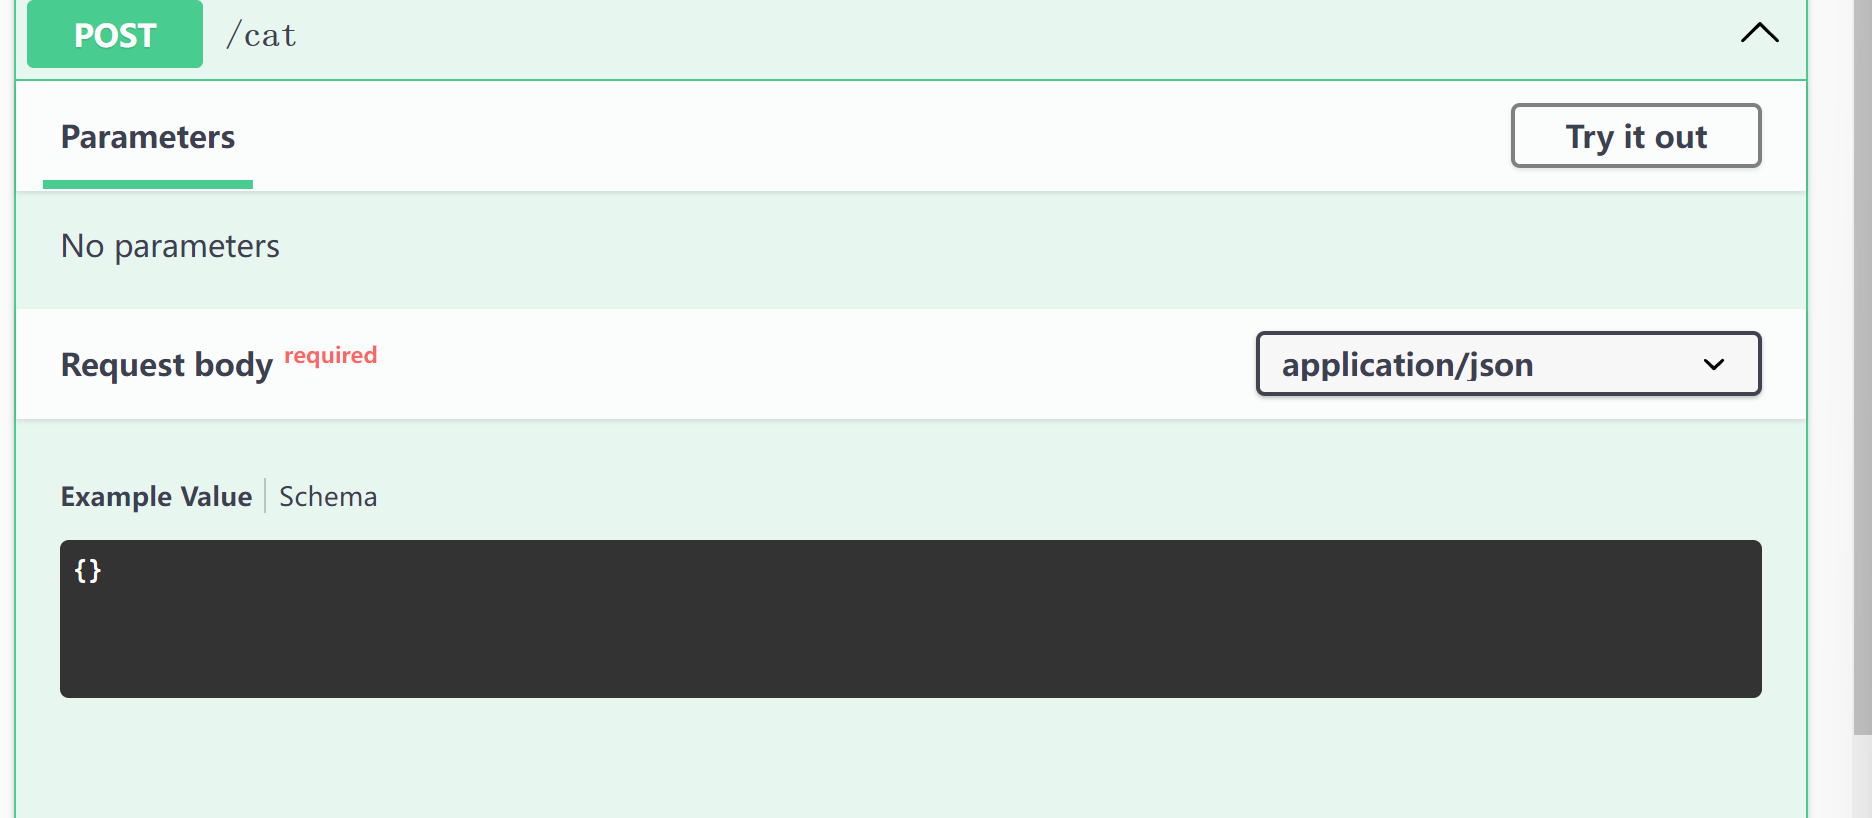 POST /cat
Parameters
Try it out
No parameters
Request body required
application/json
Example Value
Schema
{}